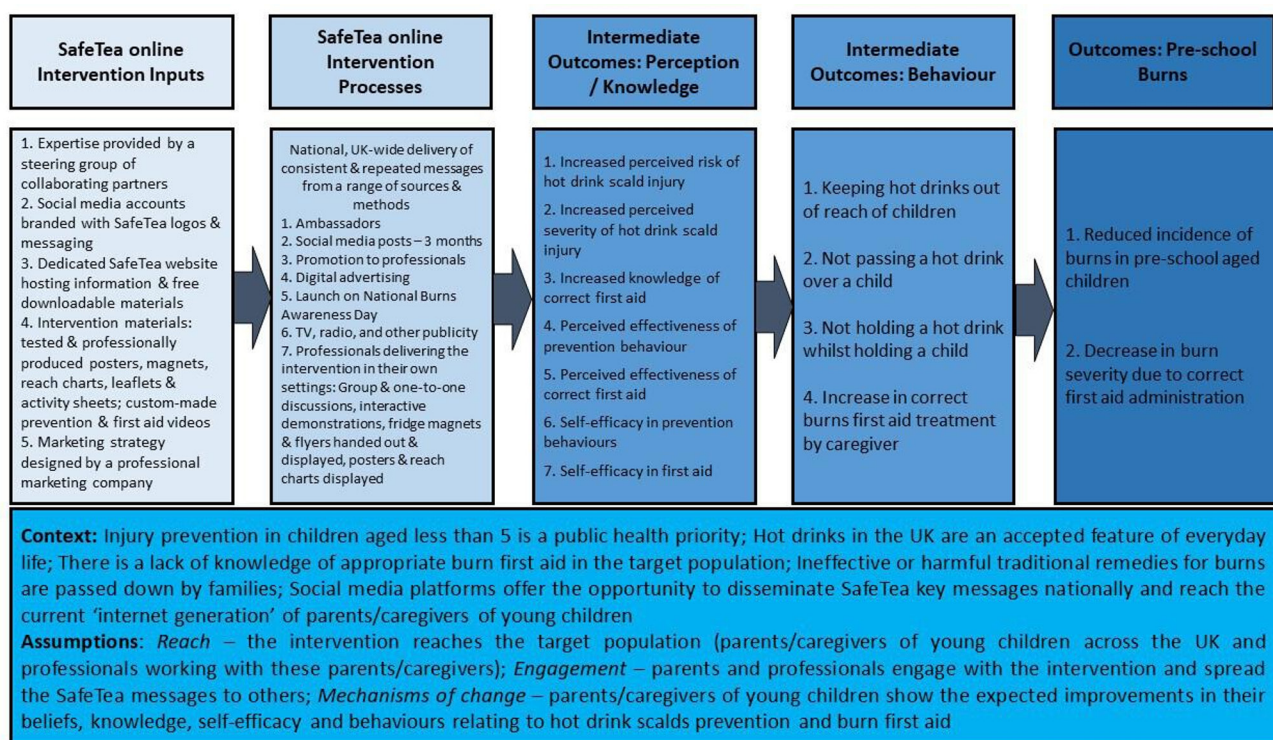 SafeTea online
Intervention Inputs
SafeTea online
Intervention
Processes
Intermediate
Outcomes: Perception
/ Knowledge
Intermediate
Outcomes: Behaviour
Outcomes: Pre-school
Burns
1. Expertise provided by a
steering group of
collaborating partners
2. Social media accounts
branded with SafeTea logos &
messaging
3. Dedicated SafeTea website
hosting information & free
downloadable materials
4. Intervention materials:
tested & professionally
produced posters, magnets,
reach charts, leaflets &
activity sheets; custom-made
prevention & first aid videos
5. Marketing strategy
designed by a professional
marketing company
National, UK-wide delivery of
consistent & repeated messages
from a range of sources &
methods
1. Ambassadors
2. Social media posts – 3 months
3. Promotion to professionals
4. Digital advertising
5. Launch on National Burns
Awareness Day
6. TV, radio, and other publicity
7. Professionals delivering the
intervention in their own
settings: Group & one-to-one
discussions, interactive
demonstrations, fridge magnets
& flyers handed out &
displayed, posters & reach
charts displayed
1. Increased perceived risk of
hot drink scald injury
2. Increased perceived
severity of hot drink scald
injury
3. Increased knowledge of
correct first aid
4. Perceived effectiveness of
prevention behaviour
5. Perceived effectiveness of
correct first aid
6. Self-efficacy in prevention
behaviours
7. Self-efficacy in first aid
1. Keeping hot drinks out
of reach of children
2. Not passing a hot drink
over a child
3. Not holding a hot drink
whilst holding a child
4. Increase in correct
burns first aid treatment
by caregiver
1. Reduced incidence of
burns in pre-school aged
children
2. Decrease in burn
severity due to correct
first aid administration
Context: Injury prevention in children aged less than 5 is a public health priority; Hot drinks in the UK are an accepted feature of everyday
life; There is a lack of knowledge of appropriate burn first aid in the target population; Ineffective or harmful traditional remedies for burns
are passed down by families; Social media platforms offer the opportunity to disseminate SafeTea key messages nationally and reach the
current ‘internet generation’ of parents/caregivers of young children
Assumptions: Reach – the intervention reaches the target population (parents/caregivers of young children across the UK and
professionals working with these parents/caregivers); Engagement – parents and professionals engage with the intervention and spread
the SafeTea messages to others; Mechanisms of change – parents/caregivers of young children show the expected improvements in their
beliefs, knowledge, self-efficacy and behaviours relating to hot drink scalds prevention and burn first aid